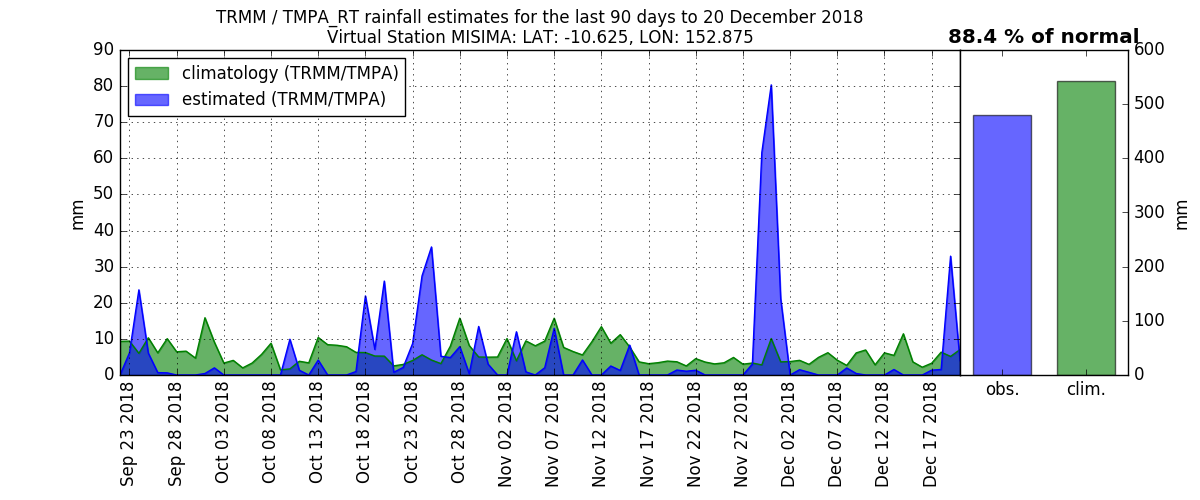 TRMM / TMPA_RT rainfall estimates for the last 90 days to 20 December 2018
Virtual Station MISIMA: LAT: -10.625, LON: 152.875
88.4 % of normal
climatology (TRMM/TMPA)
estimated (TRMM/TMPA)
90
80
70
60
50
40
30
20
10
0
mm
600
500
400
300
200
100
0
mm
Sep 23 2018
Sep 28 2018
Oct 03 2018
Oct 08 2018
Oct 13 2018
Oct 18 2018
Oct 23 2018
Oct 28 2018
Nov 02 2018
Nov 07 2018
Nov 12 2018
Nov 17 2018
Nov 22 2018
Nov 27 2018
Dec 02 2018
Dec 07 2018
Dec 12 2018
Dec 17 2018
obs.
clim.